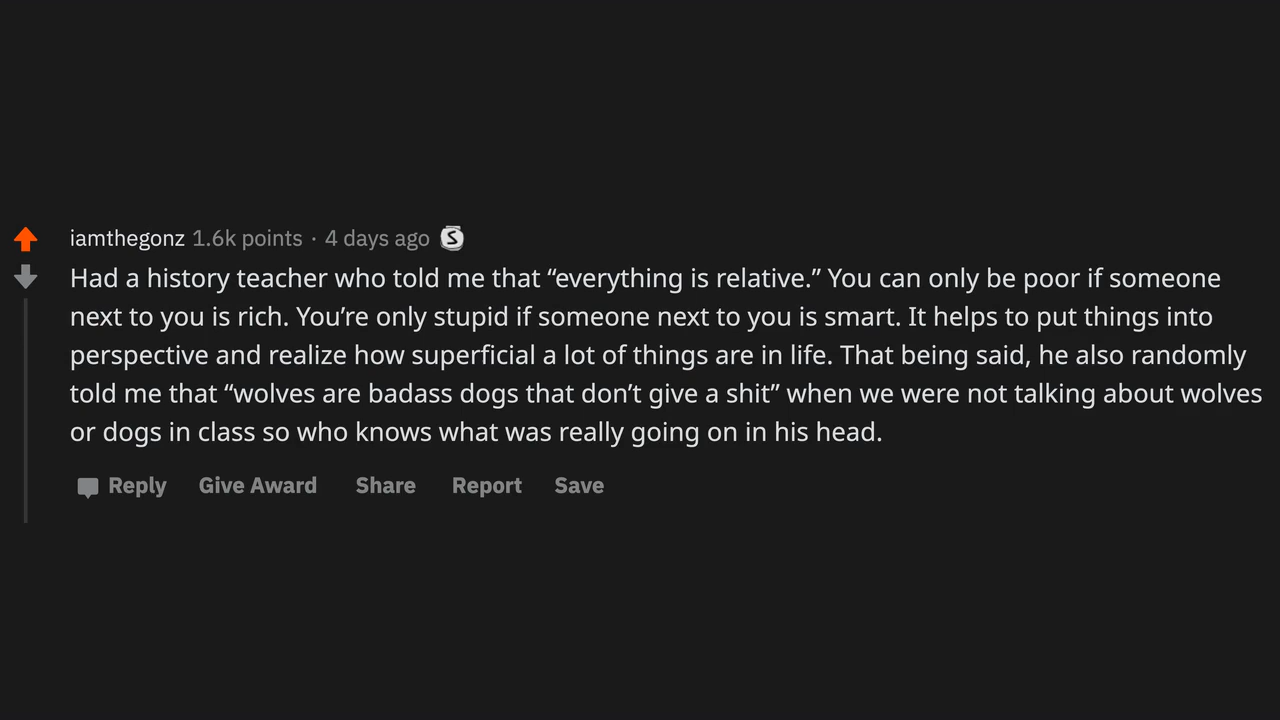 iamthegonz 1.6k points · 4 days ago S
Had a history teacher who told me that “everything is relative.” You can only be poor if someone
next to you is rich. You’re only stupid if someone next to you is smart. It helps to put things into
perspective and realize how superficial a lot of things are in life. That being said, he also randomly
told me that “wolves are badass dogs that don’t give a shit” when we were not talking about wolves
or dogs in class so who knows what was really going on in his head.
Reply Give Award Share Report Save